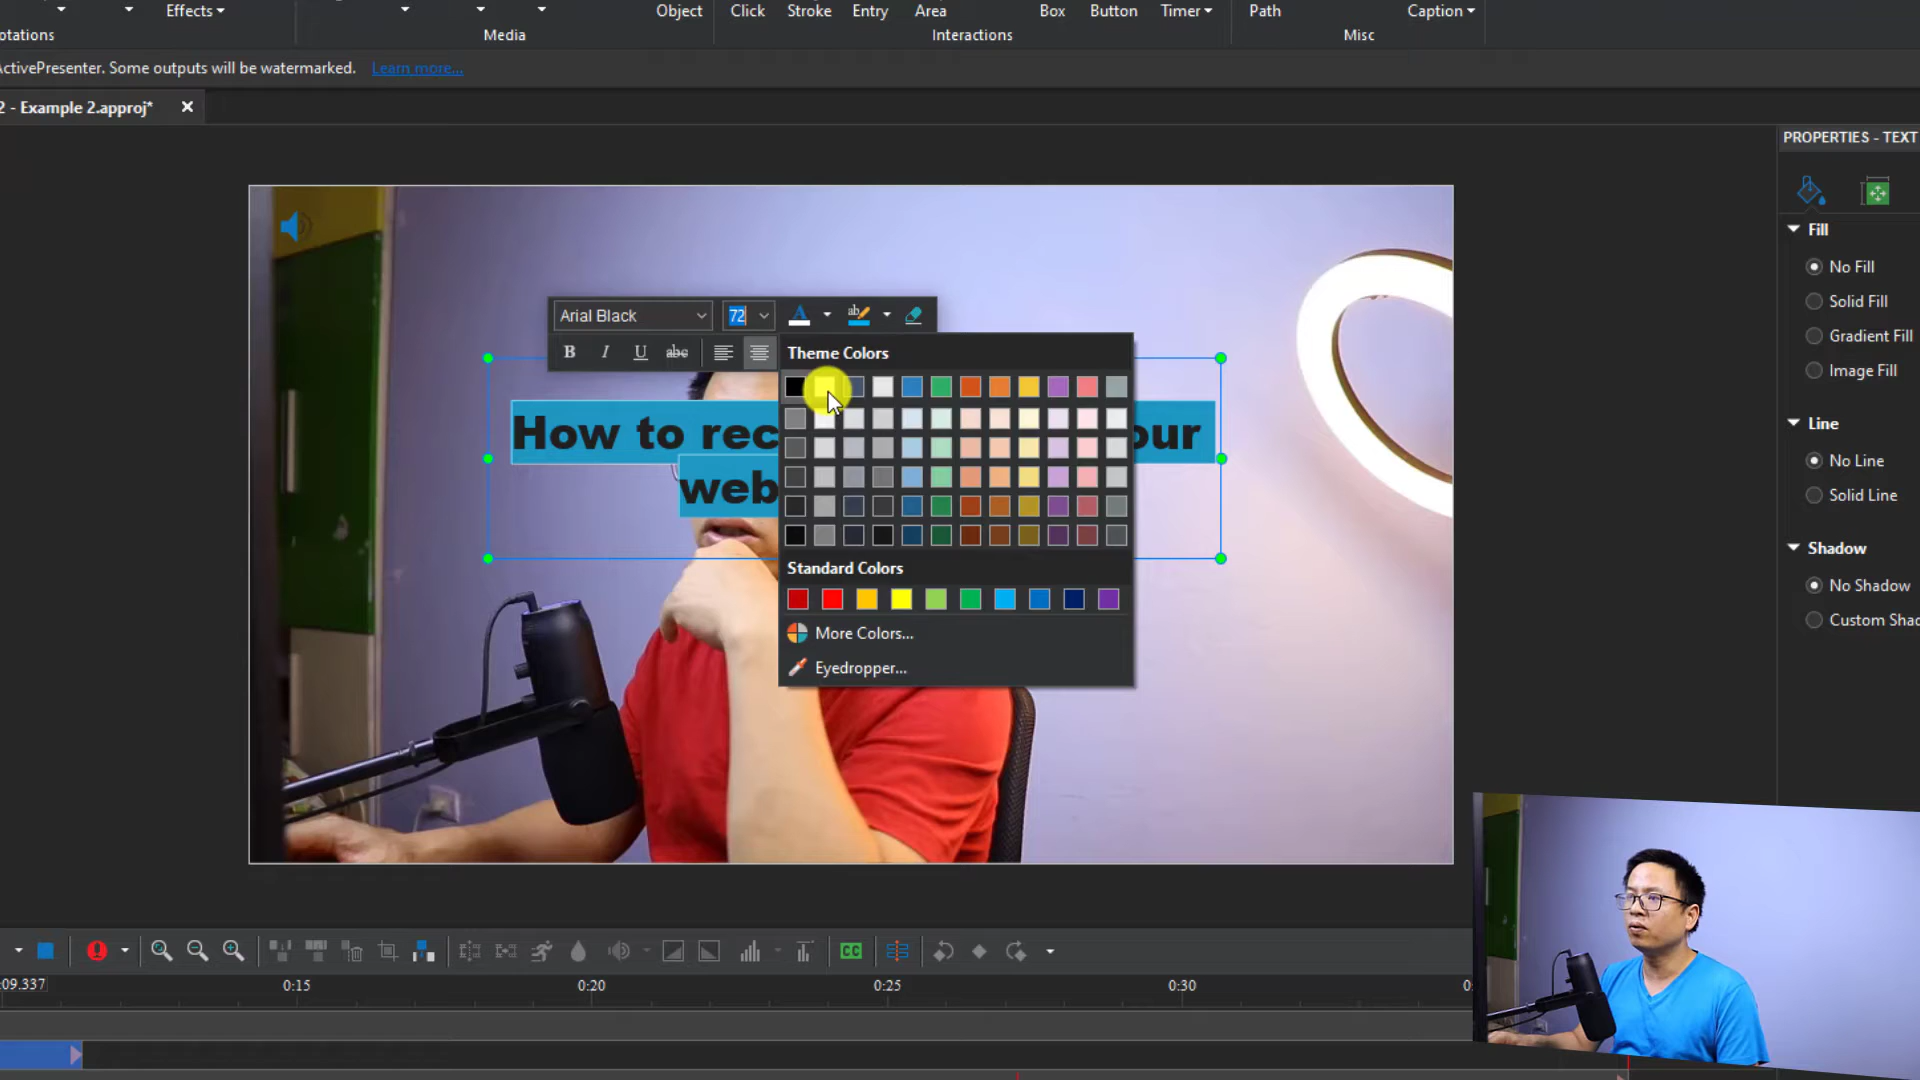 Effects
Object
Click
Stroke
Entry
Area
Box
Button
Timer
Path
Caption
otations
Media
Interactions
Misc
ActivePresenter. Some outputs will be watermarked. Learn more...
2 - Example 2.approj*
PROPERTIES - TEXT
Fill
No Fill
Solid Fill
Gradient Fill
Image Fill
Line
No Line
Solid Line
Shadow
No Shadow
Custom Shad
Arial Black
72
A
ab
B I U abc
Theme Colors
Standard Colors
More Colors...
Eyedropper...
How to rec our
web
CC
:09.337
0:15
0:20
0:25
0:30